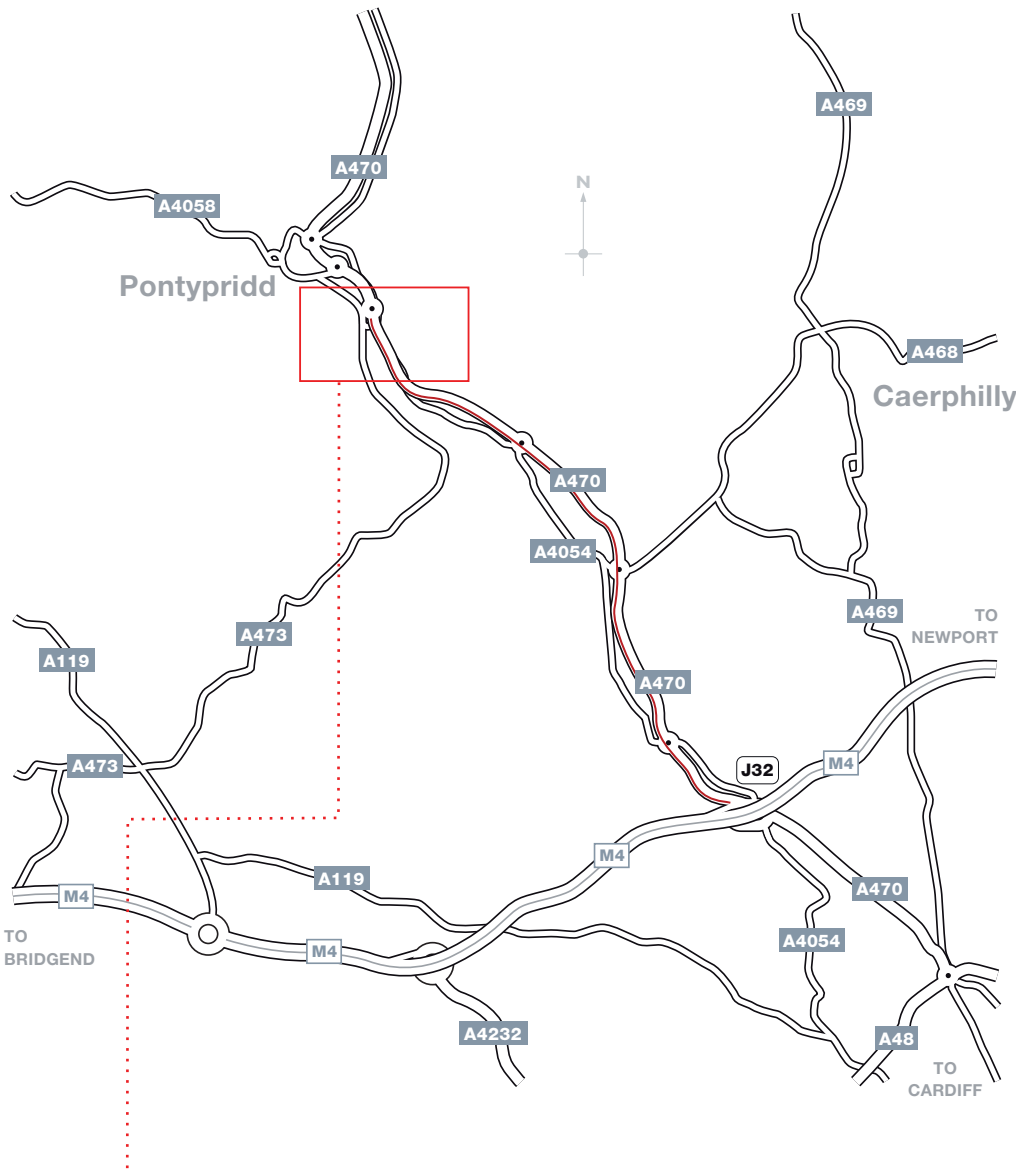 A469
A470
N
A4058
Pontypridd
A468
Caerphilly
A470
A4054
A469
TO
NEWPORT
A473
A119
A470
A473
J32
M4
M4
A119
A470
M4
TO
BRIDGEND
A4054
M4
A4232
A48
TO
CARDIFF